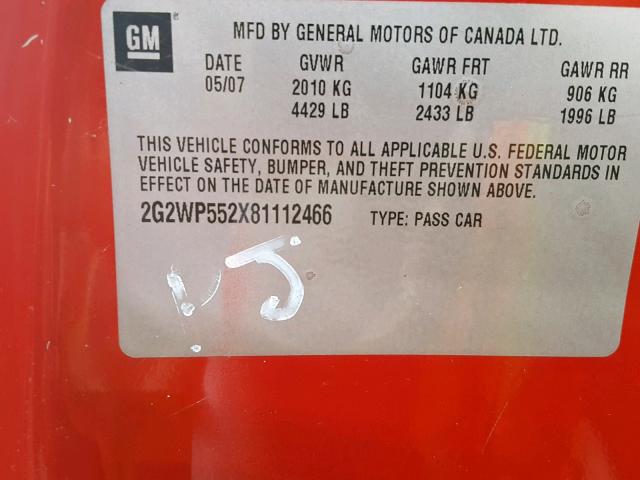 GM
MFD BY GENERAL MOTORS OF CANADA LTD.
DATE GVWR GAWR FRT GAWR RR
05/07 2010 KG 1104 KG 906 KG
4429 LB 2433 LB 1996 LB
THIS VEHICLE CONFORMS TO ALL APPLICABLE U.S. FEDERAL MOTOR
VEHICLE SAFETY, BUMPER, AND THEFT PREVENTION STANDARDS IN
EFFECT ON THE DATE OF MANUFACTURE SHOWN ABOVE.
2G2WP552X81112466 TYPE: PASS CAR